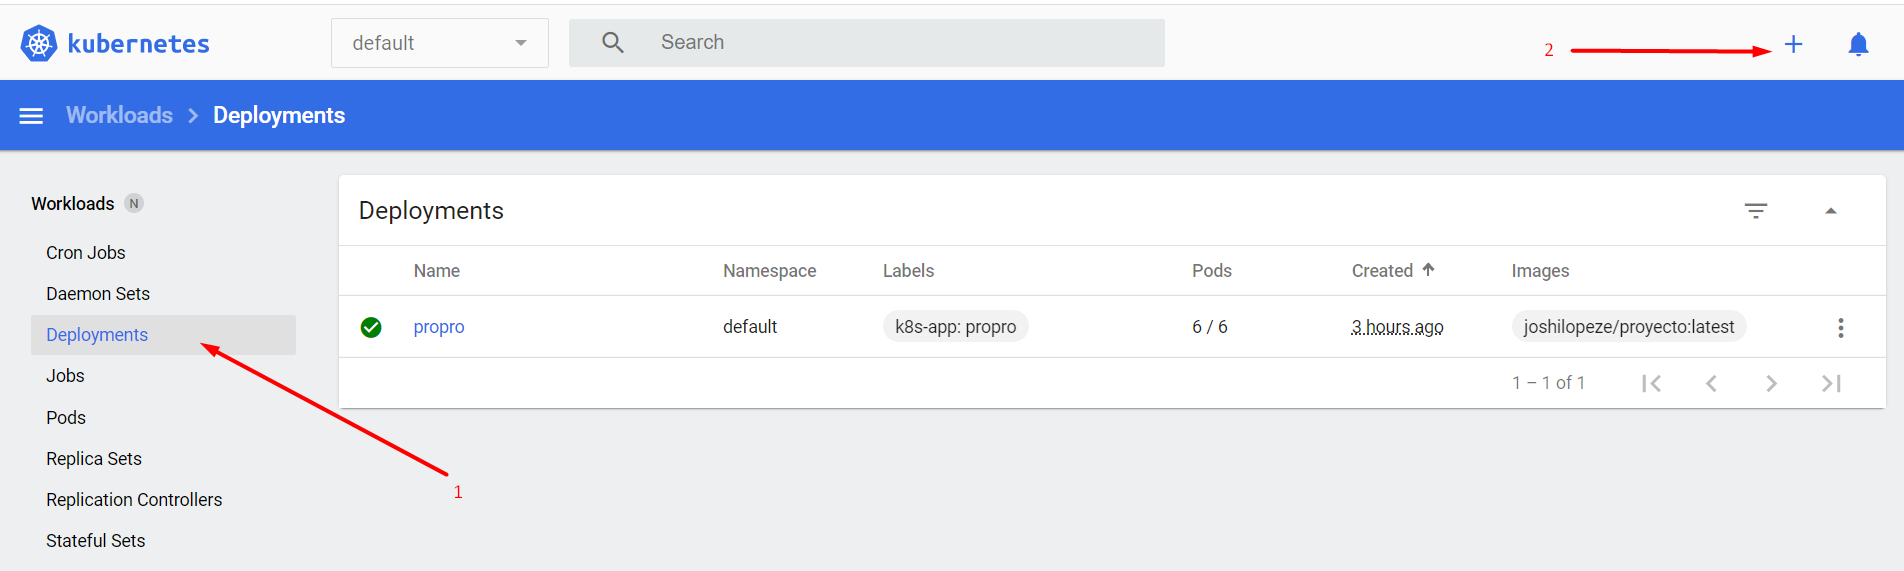 kubernetes
default
Search
2
Workloads > Deployments
Workloads N
Cron Jobs
Daemon Sets
Deployments
Jobs
Pods
Replica Sets
Replication Controllers
Stateful Sets
1
Deployments
Name Namespace Labels Pods Created Images
propro default k8s-app: propro 6 / 6 3 hours ago joshilopeze/proyecto:latest
1 – 1 of 1